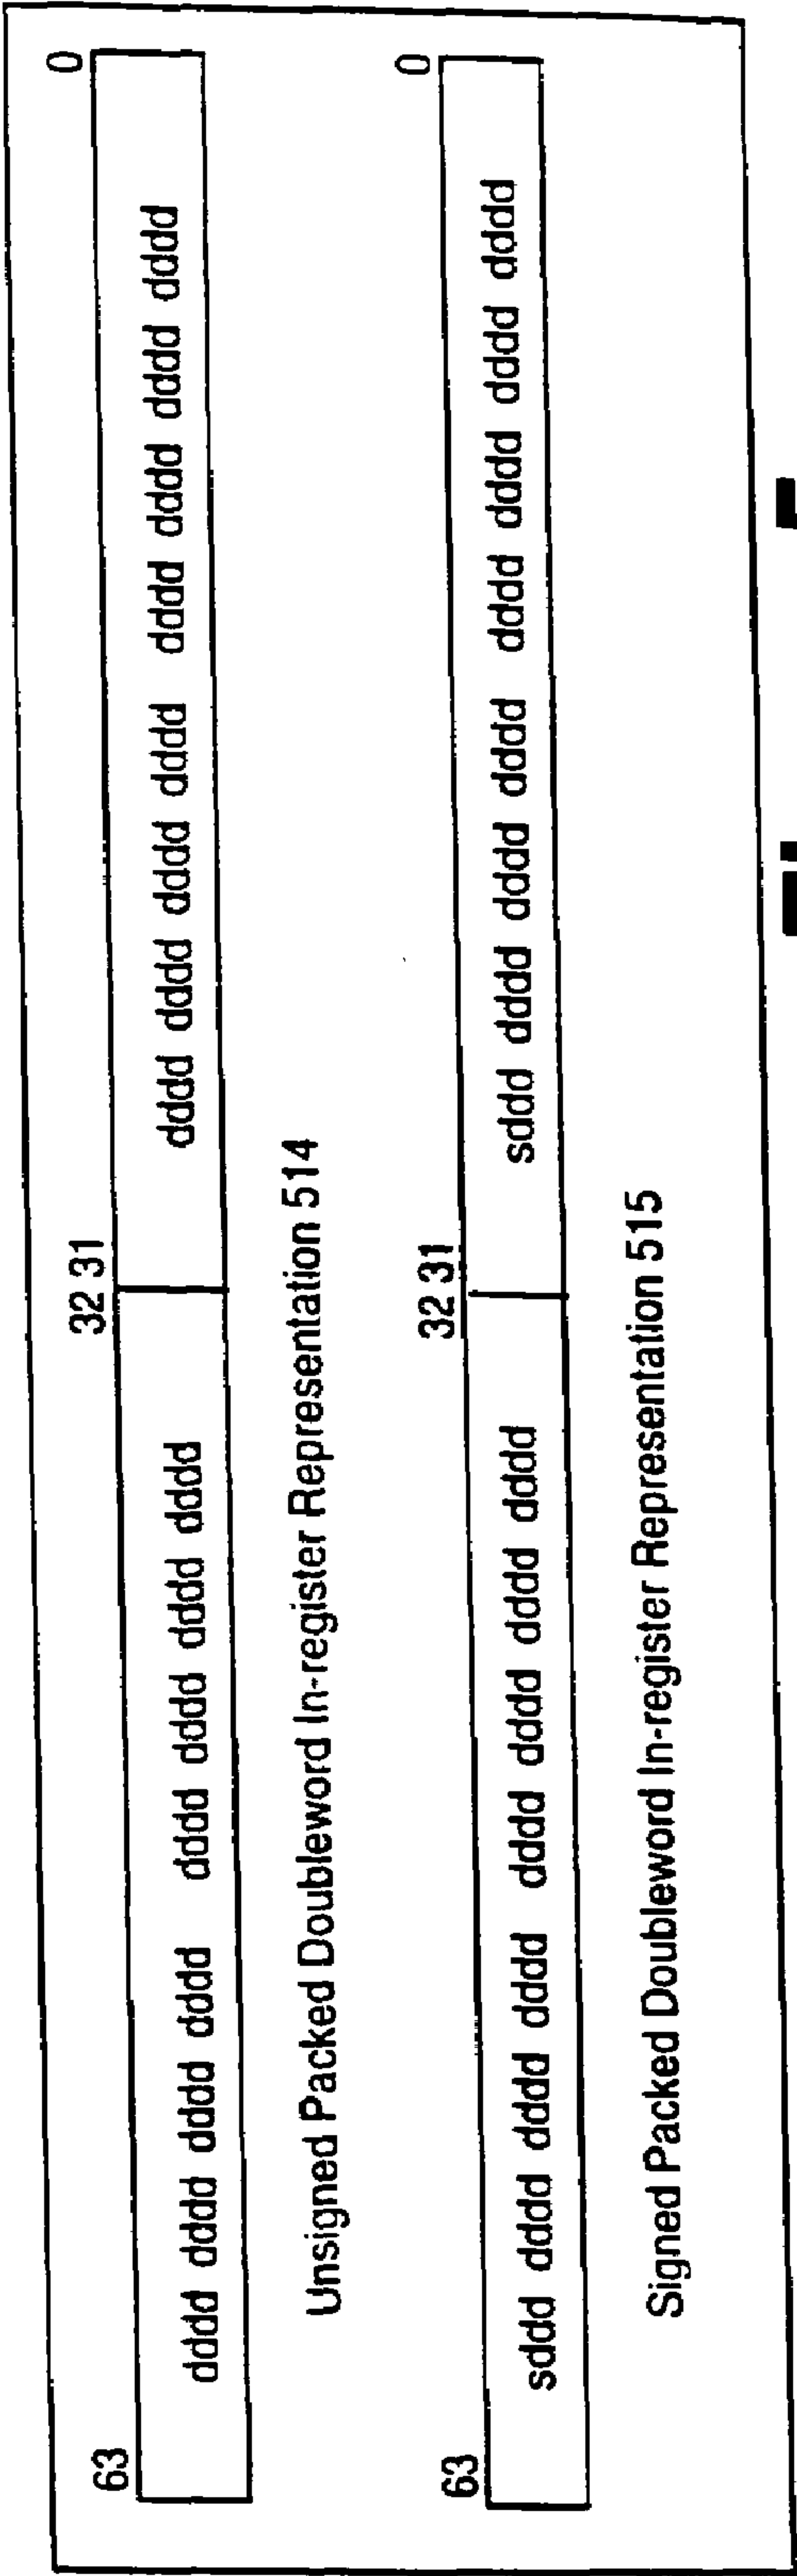 63 32 31 0
dddd dddd dddd dddd dddd dddd dddd dddd dddd dddd dddd dddd dddd dddd dddd dddd
Unsigned Packed Doubleword In-register Representation 514
63 32 31 0
sddd dddd dddd dddd dddd dddd dddd dddd sddd dddd dddd dddd dddd dddd dddd dddd
Signed Packed Doubleword In-register Representation 515